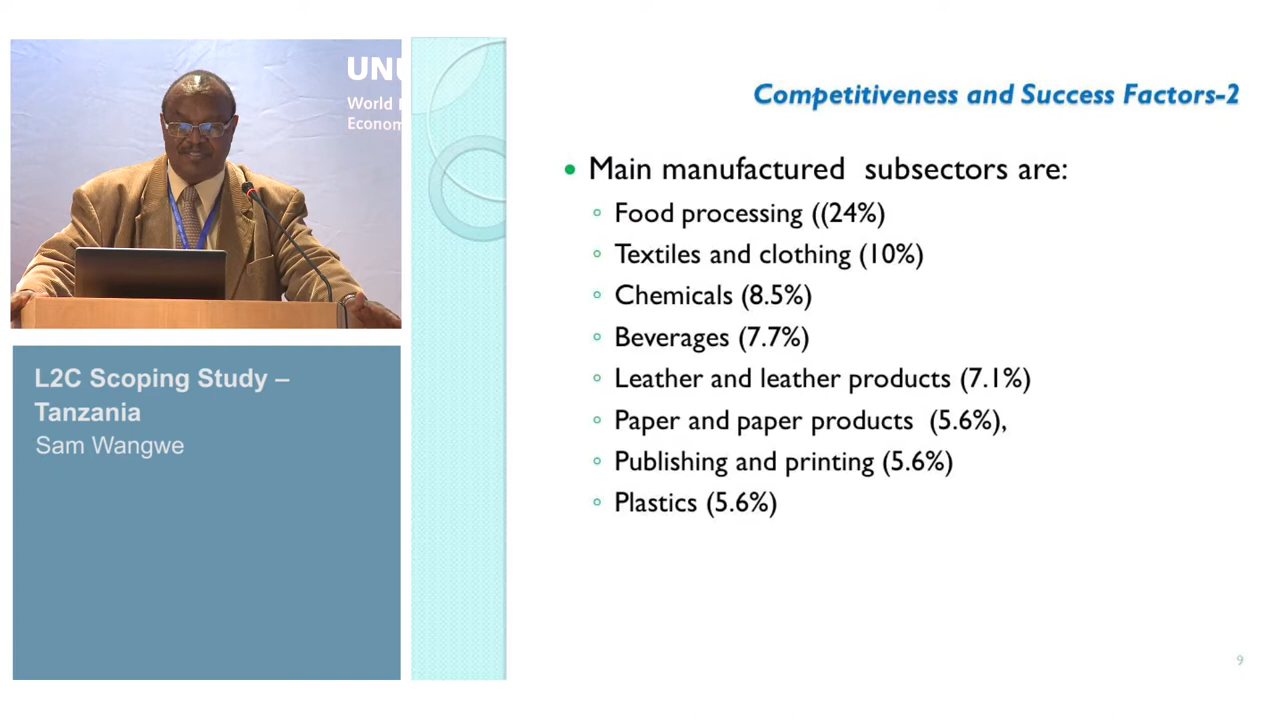 UNU
World
Econom
L2C Scoping Study –
Tanzania
Sam Wangwe
Competitiveness and Success Factors-2
• Main manufactured subsectors are:
◦ Food processing ((24%)
◦ Textiles and clothing (10%)
◦ Chemicals (8.5%)
◦ Beverages (7.7%)
◦ Leather and leather products (7.1%)
◦ Paper and paper products (5.6%),
◦ Publishing and printing (5.6%)
◦ Plastics (5.6%)
9